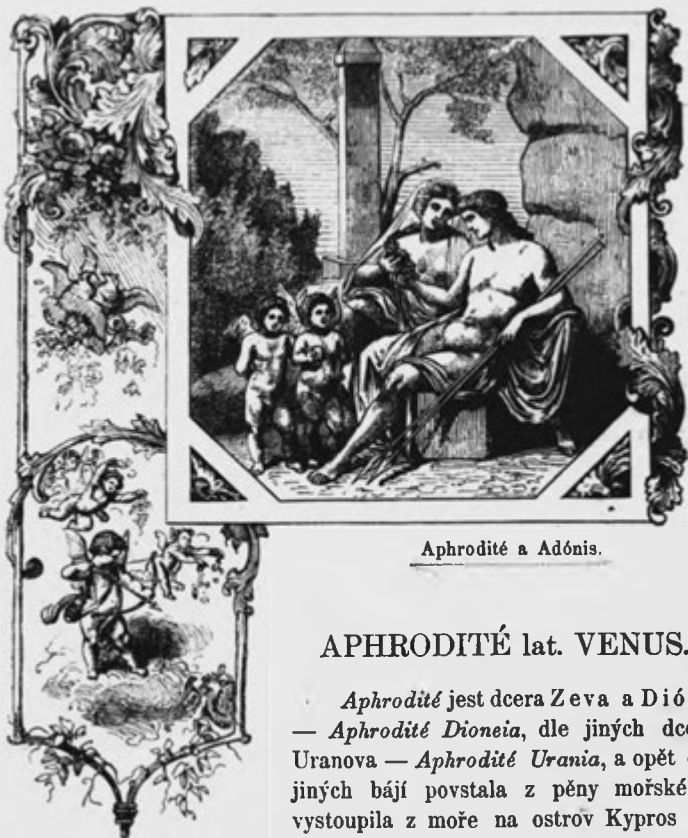 Aphrodité a Adónis.
APHRODITÉ lat. VENUS.
Aphrodité jest dcera Zeva a Dió
— Aphrodité Dioneia, dle jiných dce
Uranova — Aphrodité Urania, a opět
jiných bájí povstala z pěny mořské
vystoupila z moře na ostrov Kypros